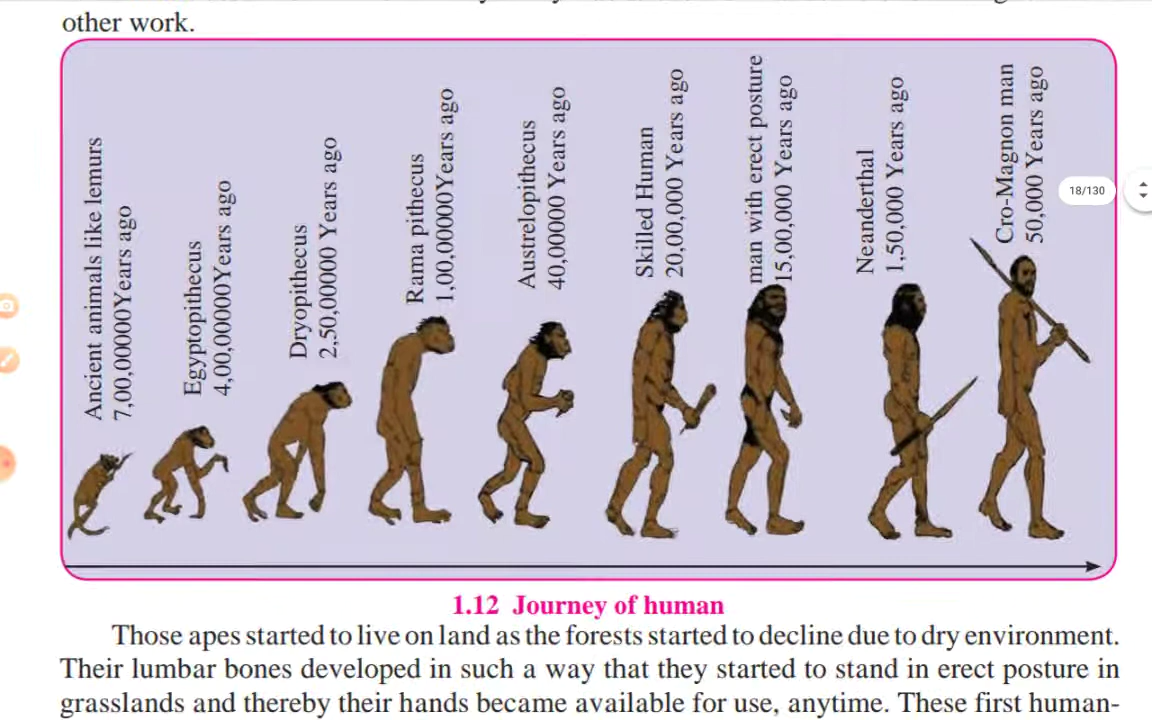 other work.
Ancient animals like lemurs
7,00,00000Years ago
Egyptopithecus
4,00,00000Years ago
Dryopithecus
2,50,00000 Years ago
Rama pithecus
1,00,00000Years ago
Austrelopithecus
40,00000 Years ago
Skilled Human
20,00,000 Years ago
man with erect posture
15,00,000 Years ago
Neanderthal
1,50,000 Years ago
Cro-Magnon man
50,000 Years ago
18/130
1.12 Journey of human
Those apes started to live on land as the forests started to decline due to dry environment.
Their lumbar bones developed in such a way that they started to stand in erect posture in
grasslands and thereby their hands became available for use, anytime. These first human-